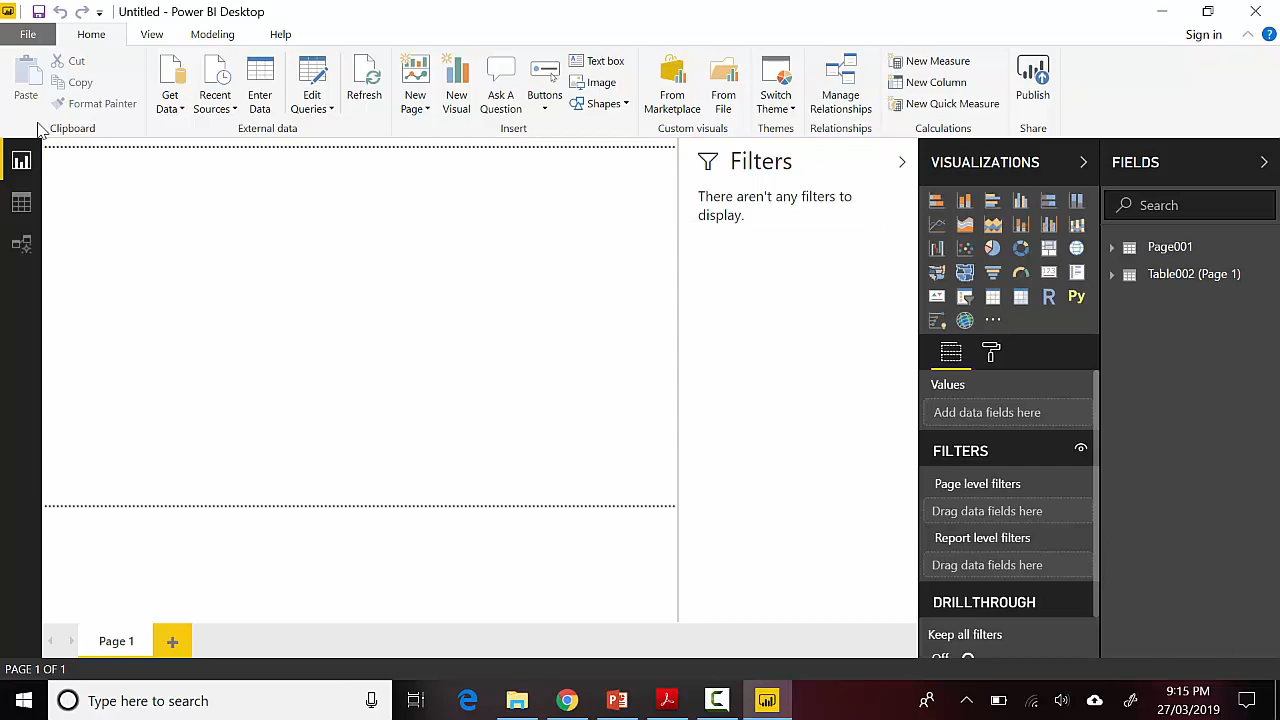 Untitled - Power BI Desktop
File
Home
View
Modeling
Help
Sign in
Paste
Cut
Copy
Format Painter
Clipboard
Get Data
Recent Sources
Enter Data
Edit Queries
Refresh
External data
New Page
New Visual
Ask A Question
Buttons
Text box
Image
Shapes
Insert
From Marketplace
From File
Custom visuals
Switch Theme
Themes
Manage Relationships
Relationships
New Measure
New Column
New Quick Measure
Calculations
Publish
Share
Filters
There aren't any filters to
display.
VISUALIZATIONS
R
Py
Values
Add data fields here
FILTERS
Page level filters
Drag data fields here
Report level filters
Drag data fields here
DRILLTHROUGH
Keep all filters
Off
FIELDS
Search
Page001
Table002 (Page 1)
Page 1
PAGE 1 OF 1
Type here to search
9:15 PM
27/03/2019